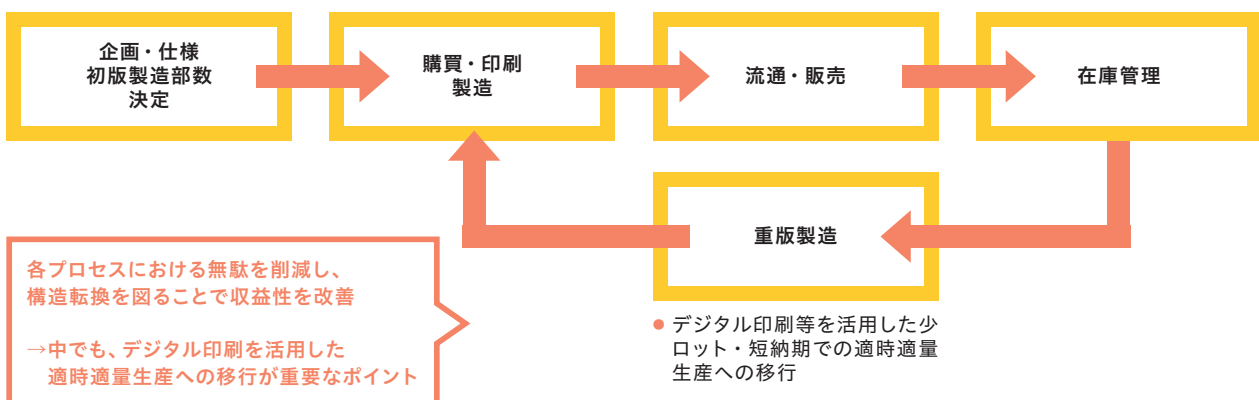 企画・仕様
初版製造部数
決定
購買・印刷
製造
流通・販売
在庫管理
重版製造
各プロセスにおける無駄を削減し、
構造転換を図ることで収益性を改善
→中でも、デジタル印刷を活用した
適時適量生産への移行が重要なポイント
● デジタル印刷等を活用した少
ロット・短納期での適時適量
生産への移行